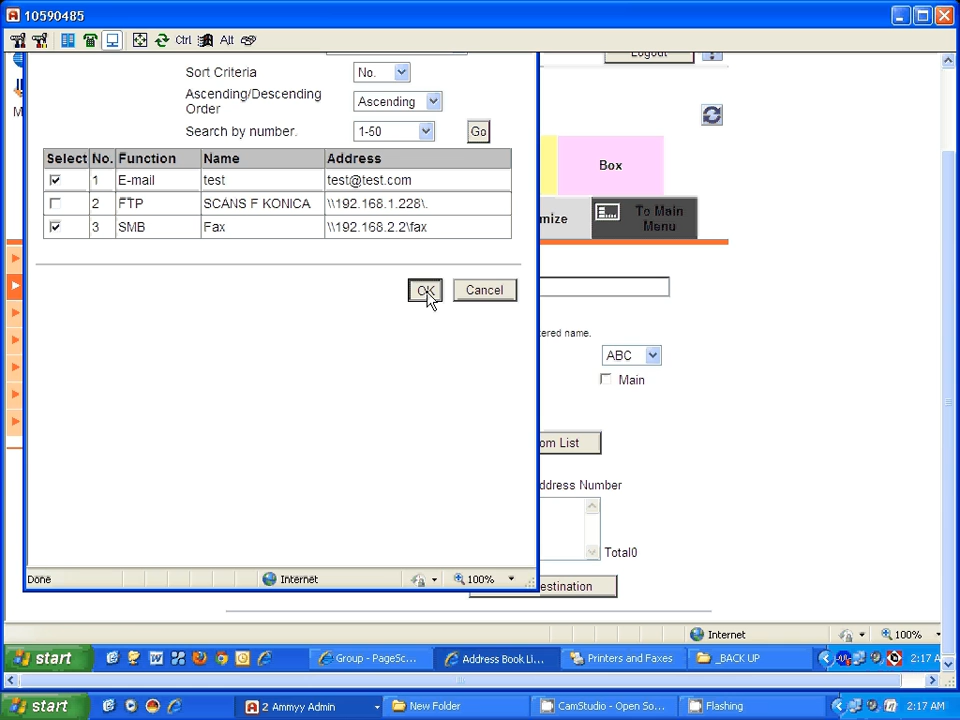 10590485
Ctrl
Alt
Logout
Sort Criteria
No.
Ascending/Descending
Order
Ascending
Search by number.
1-50
Go
Select
No.
Function
Name
Address
1
E-mail
test
test@test.com
2
FTP
SCANS F KONICA
\\192.168.1.228\.
3
SMB
Fax
\\192.168.2.2\fax
OK
Cancel
Box
mize
To Main
Menu
tered name.
ABC
Main
om List
ddress Number
Total0
estination
Done
Internet
100%
Internet
100%
start
Group - PageSc...
Address Book Li...
Printers and Faxes
_BACK UP
2:17 A
start
2 Ammyy Admin
New Folder
CamStudio - Open So...
Flashing
2:17 AM